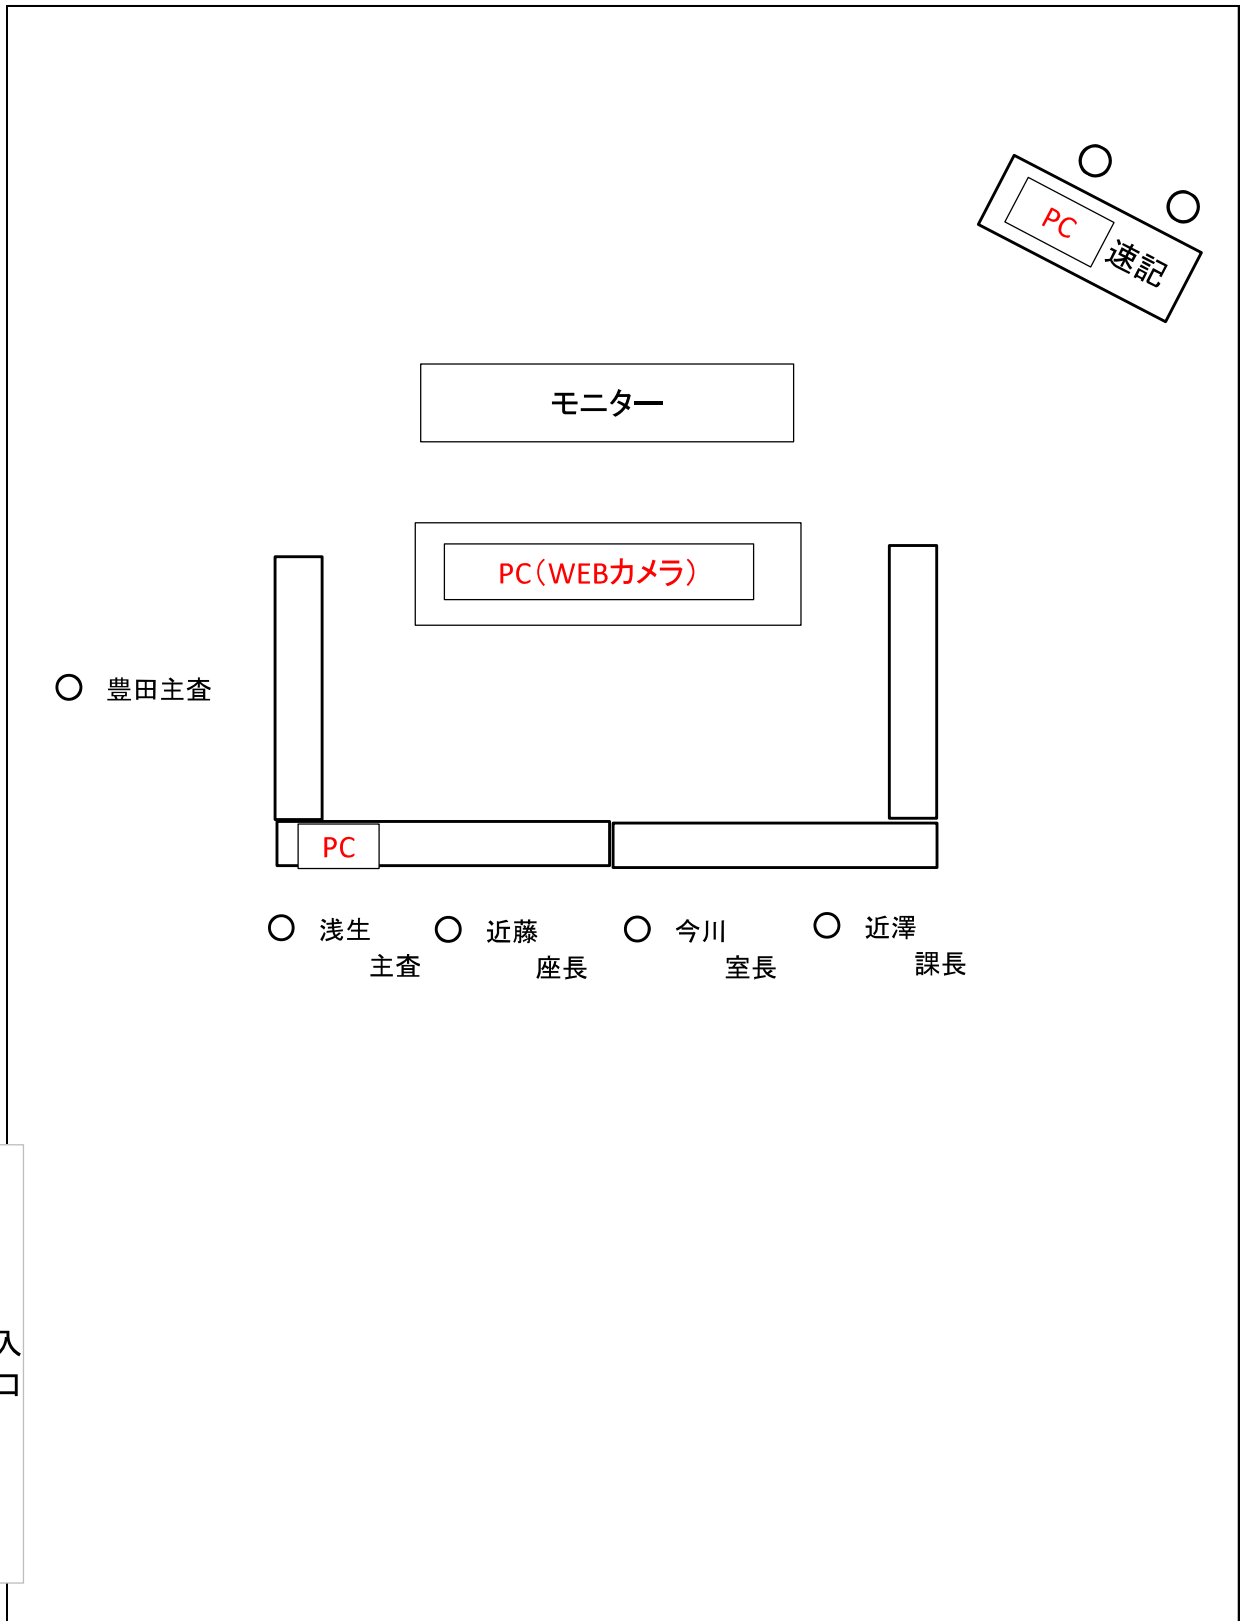 PC
速記
モニター
PC（WEBカメラ）
豊田主査
PC
浅生
主査
近藤
座長
今川
室長
近澤
課長
入
口